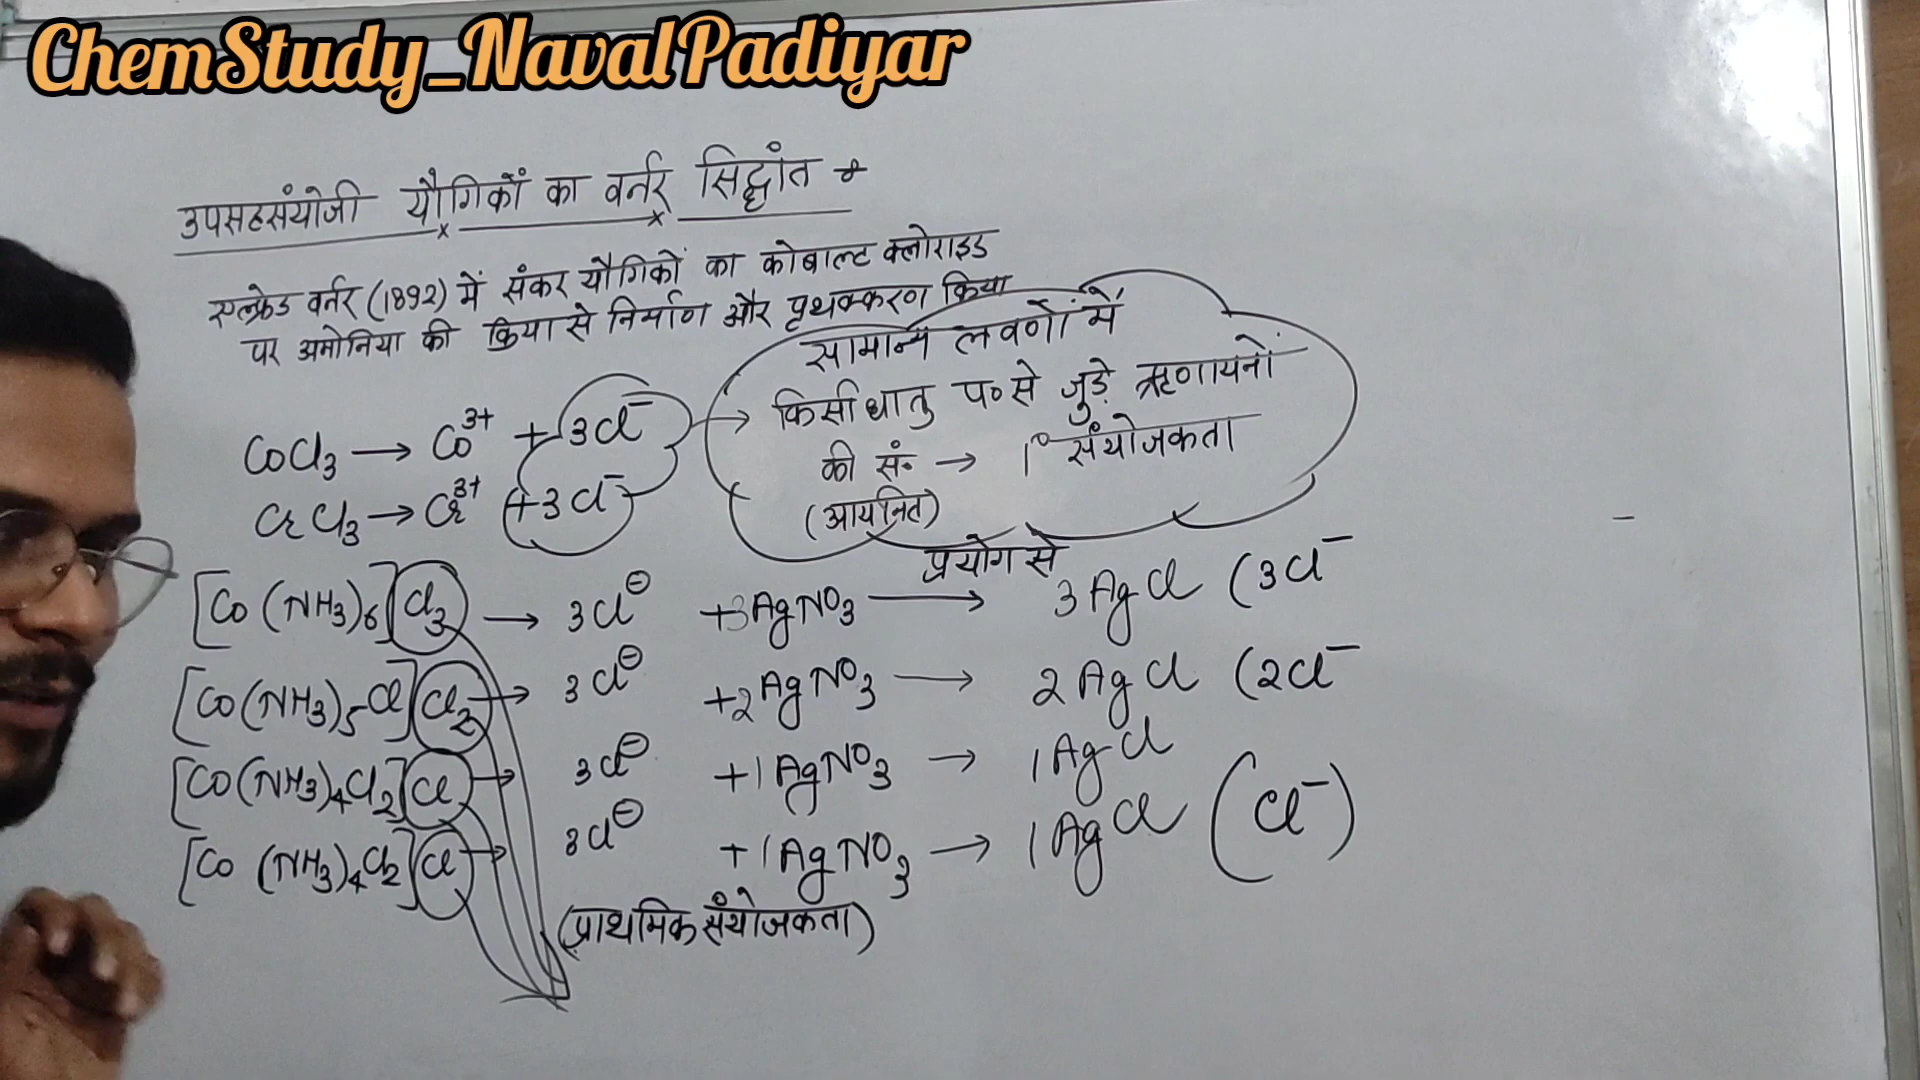 ChemStudy_NavalPadiyar
उपसहसंयोजी यौगिकों का वर्नर सिद्धांत
एल्फ्रेड वर्नर (1892) में संकर यौगिकों का कोबाल्ट क्लोराइड
पर अमोनिया की क्रिया से निर्माण और पृथक्करण किया
सामान्य लवणों में
किसी धातु प० से जुड़े ऋणायनों
की सं० → 1° संयोजकता
(आयनित)
CoCl₃ → Co³⁺ + 3Cl⁻
CrCl₃ → Cr³⁺ + 3Cl⁻
प्रयोग से
[Co(NH₃)₆]Cl₃ → 3Cl⊖ +3AgNO₃ → 3AgCl (3Cl⁻
[Co(NH₃)₅Cl]Cl₂ → 3Cl⊖ +2AgNO₃ → 2AgCl (2Cl⁻
[Co(NH₃)₄Cl₂]Cl → 3Cl⊖ +1AgNO₃ → 1AgCl
[Co(NH₃)₄Cl₂]Cl → 3Cl⊖ +1AgNO₃ → 1AgCl (Cl⁻)
(प्राथमिक संयोजकता)